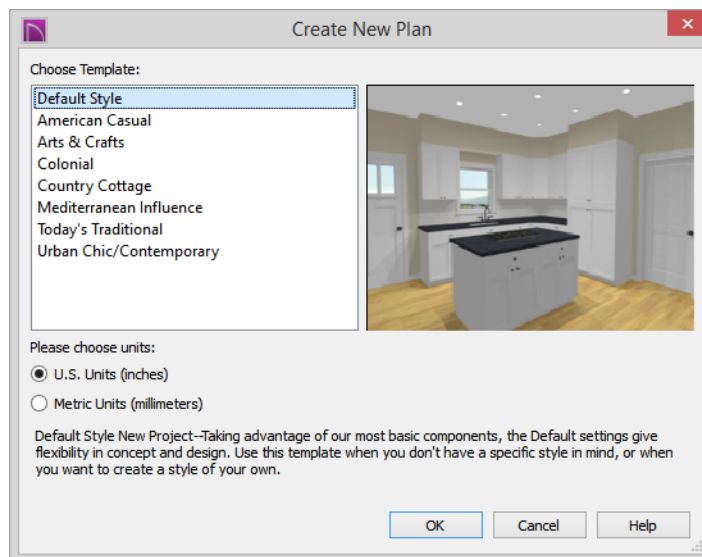 Create New Plan
Choose Template:
Default Style
American Casual
Arts & Crafts
Colonial
Country Cottage
Mediterranean Influence
Today's Traditional
Urban Chic/Contemporary
Please choose units:
U.S. Units (inches)
Metric Units (millimeters)
Default Style New Project--Taking advantage of our most basic components, the Default settings give
flexibility in concept and design. Use this template when you don't have a specific style in mind, or when
you want to create a style of your own.
OK
Cancel
Help